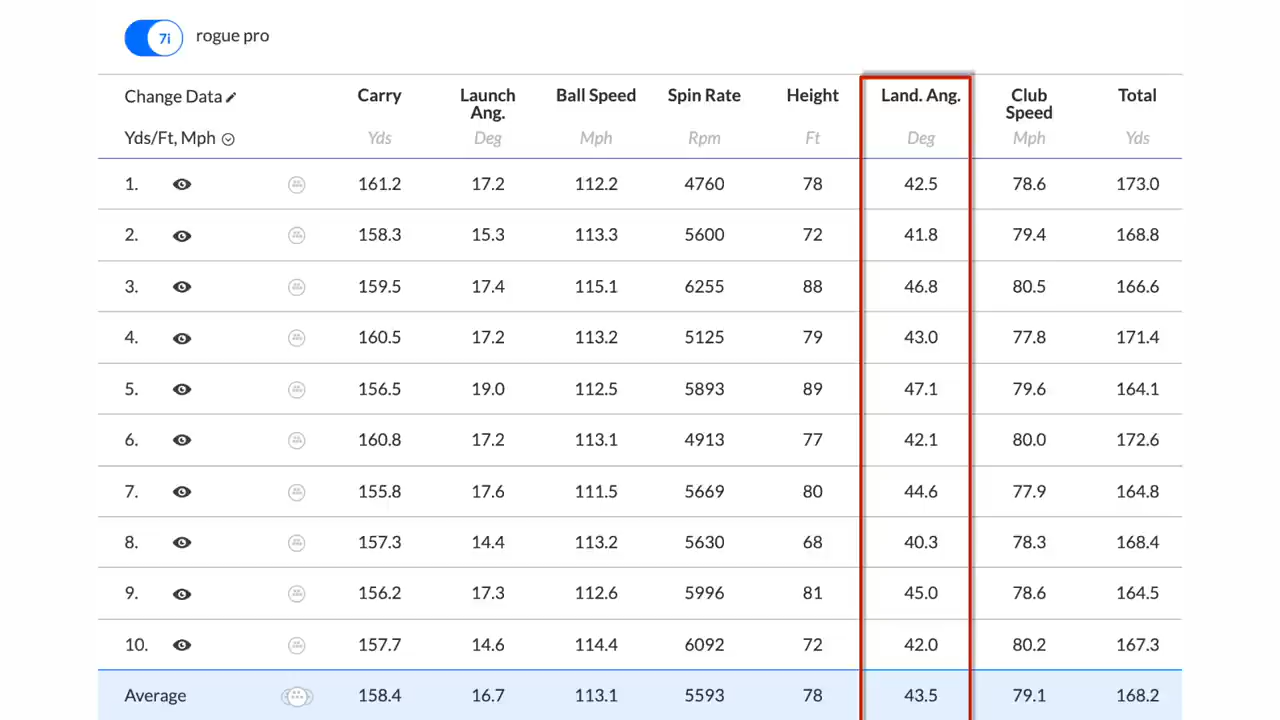 7i rogue pro
Change Data Carry Launch Ang. Ball Speed Spin Rate Height Land. Ang. Club Speed Total
Yds/Ft, Mph Yds Deg Mph Rpm Ft Deg Mph Yds
1. 161.2 17.2 112.2 4760 78 42.5 78.6 173.0
2. 158.3 15.3 113.3 5600 72 41.8 79.4 168.8
3. 159.5 17.4 115.1 6255 88 46.8 80.5 166.6
4. 160.5 17.2 113.2 5125 79 43.0 77.8 171.4
5. 156.5 19.0 112.5 5893 89 47.1 79.6 164.1
6. 160.8 17.2 113.1 4913 77 42.1 80.0 172.6
7. 155.8 17.6 111.5 5669 80 44.6 77.9 164.8
8. 157.3 14.4 113.2 5630 68 40.3 78.3 168.4
9. 156.2 17.3 112.6 5996 81 45.0 78.6 164.5
10. 157.7 14.6 114.4 6092 72 42.0 80.2 167.3
Average 158.4 16.7 113.1 5593 78 43.5 79.1 168.2